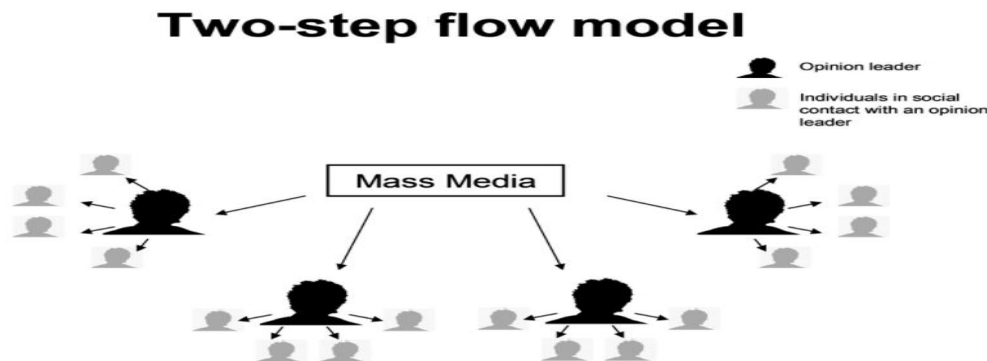 Two-step flow model
Opinion leader
Individuals in social
contact with an opinion
leader
Mass Media